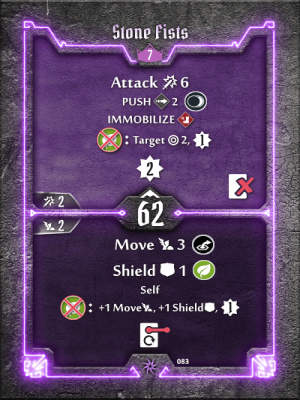 Stone Fists
7
Attack 6
PUSH 2
IMMOBILIZE
: Target 2, 1
2
2
62
2
Move 3
Shield 1
Self
: +1 Move, +1 Shield, 1
083